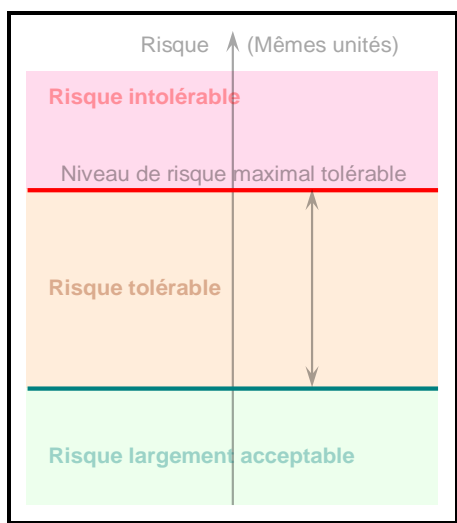 Risque (Mêmes unités)
Risque intolérable
Niveau de risque maximal tolérable
Risque tolérable
Risque largement acceptable